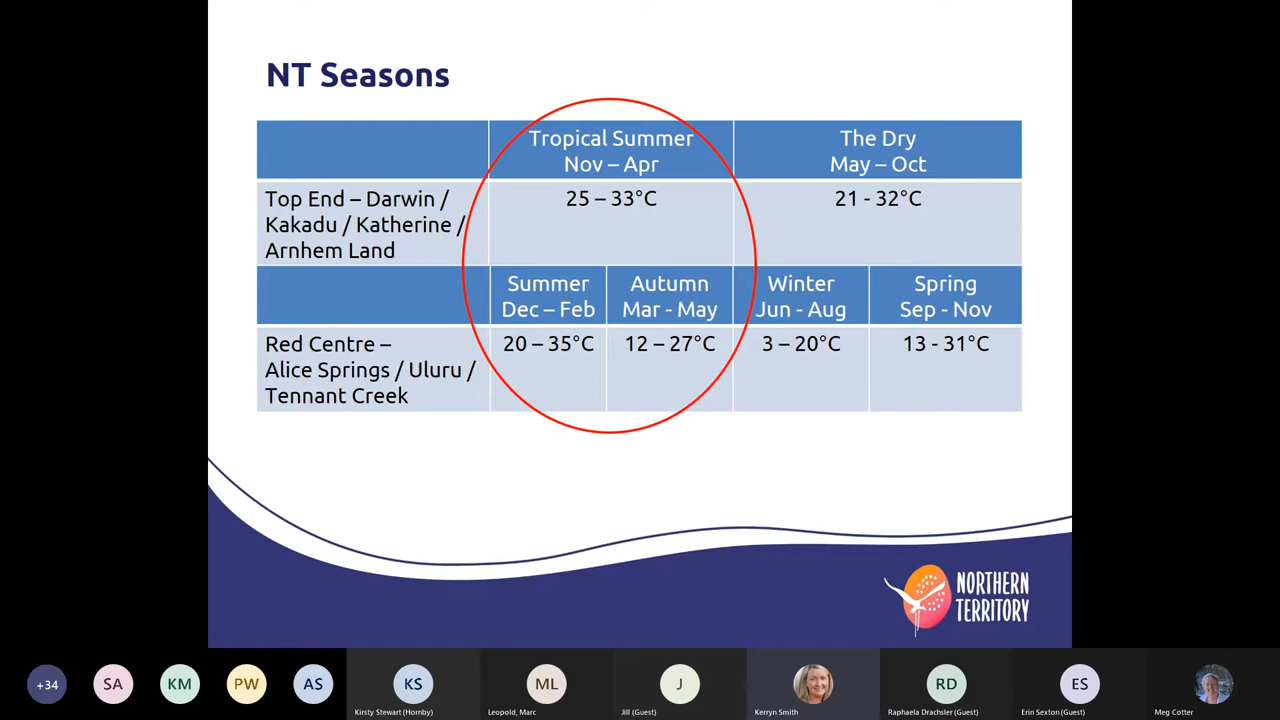 NT Seasons
Tropical Summer
Nov – Apr
The Dry
May – Oct
Top End – Darwin /
Kakadu / Katherine /
Arnhem Land
25 – 33°C
21 - 32°C
Summer
Dec – Feb
Autumn
Mar - May
Winter
Jun - Aug
Spring
Sep - Nov
Red Centre –
Alice Springs / Uluru /
Tennant Creek
20 – 35°C
12 – 27°C
3 – 20°C
13 - 31°C
NORTHERN
TERRITORY
+34
SA
KM
PW
AS
KS
ML
J
RD
ES
Kirsty Stewart (Hornby)
Leopold, Marc
Jill (Guest)
Kerryn Smith
Raphaela Drachsler (Guest)
Erin Sexton (Guest)
Meg Cotter